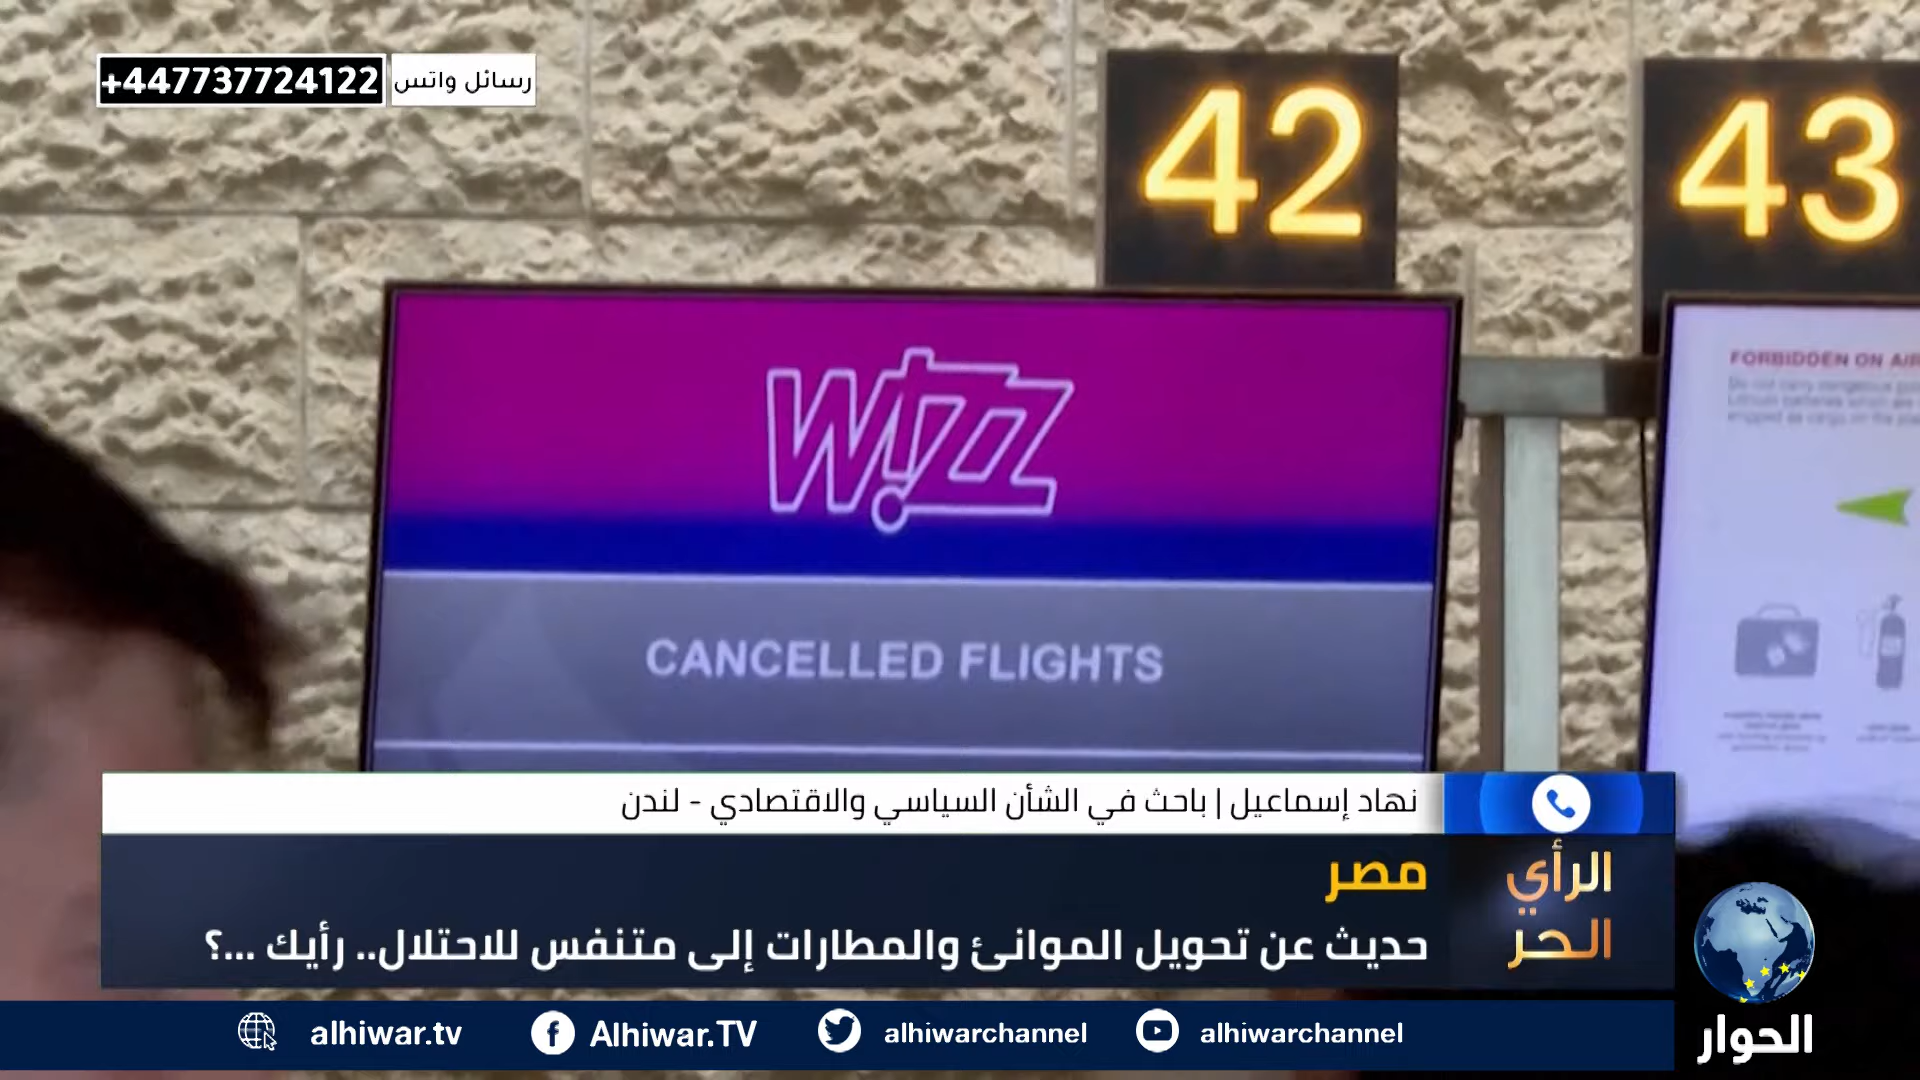 +447737724122 رسائل واتس
42
43
WIZZ
CANCELLED FLIGHTS
FORBIDDEN ON AIR
نهاد إسماعيل | باحث في الشأن السياسي والاقتصادي - لندن
الرأي الحر
مصر
حديث عن تحويل الموانئ والمطارات إلى متنفس للاحتلال.. رأيك ...؟
alhiwar.tv Alhiwar.TV alhiwarchannel alhiwarchannel
الحوار